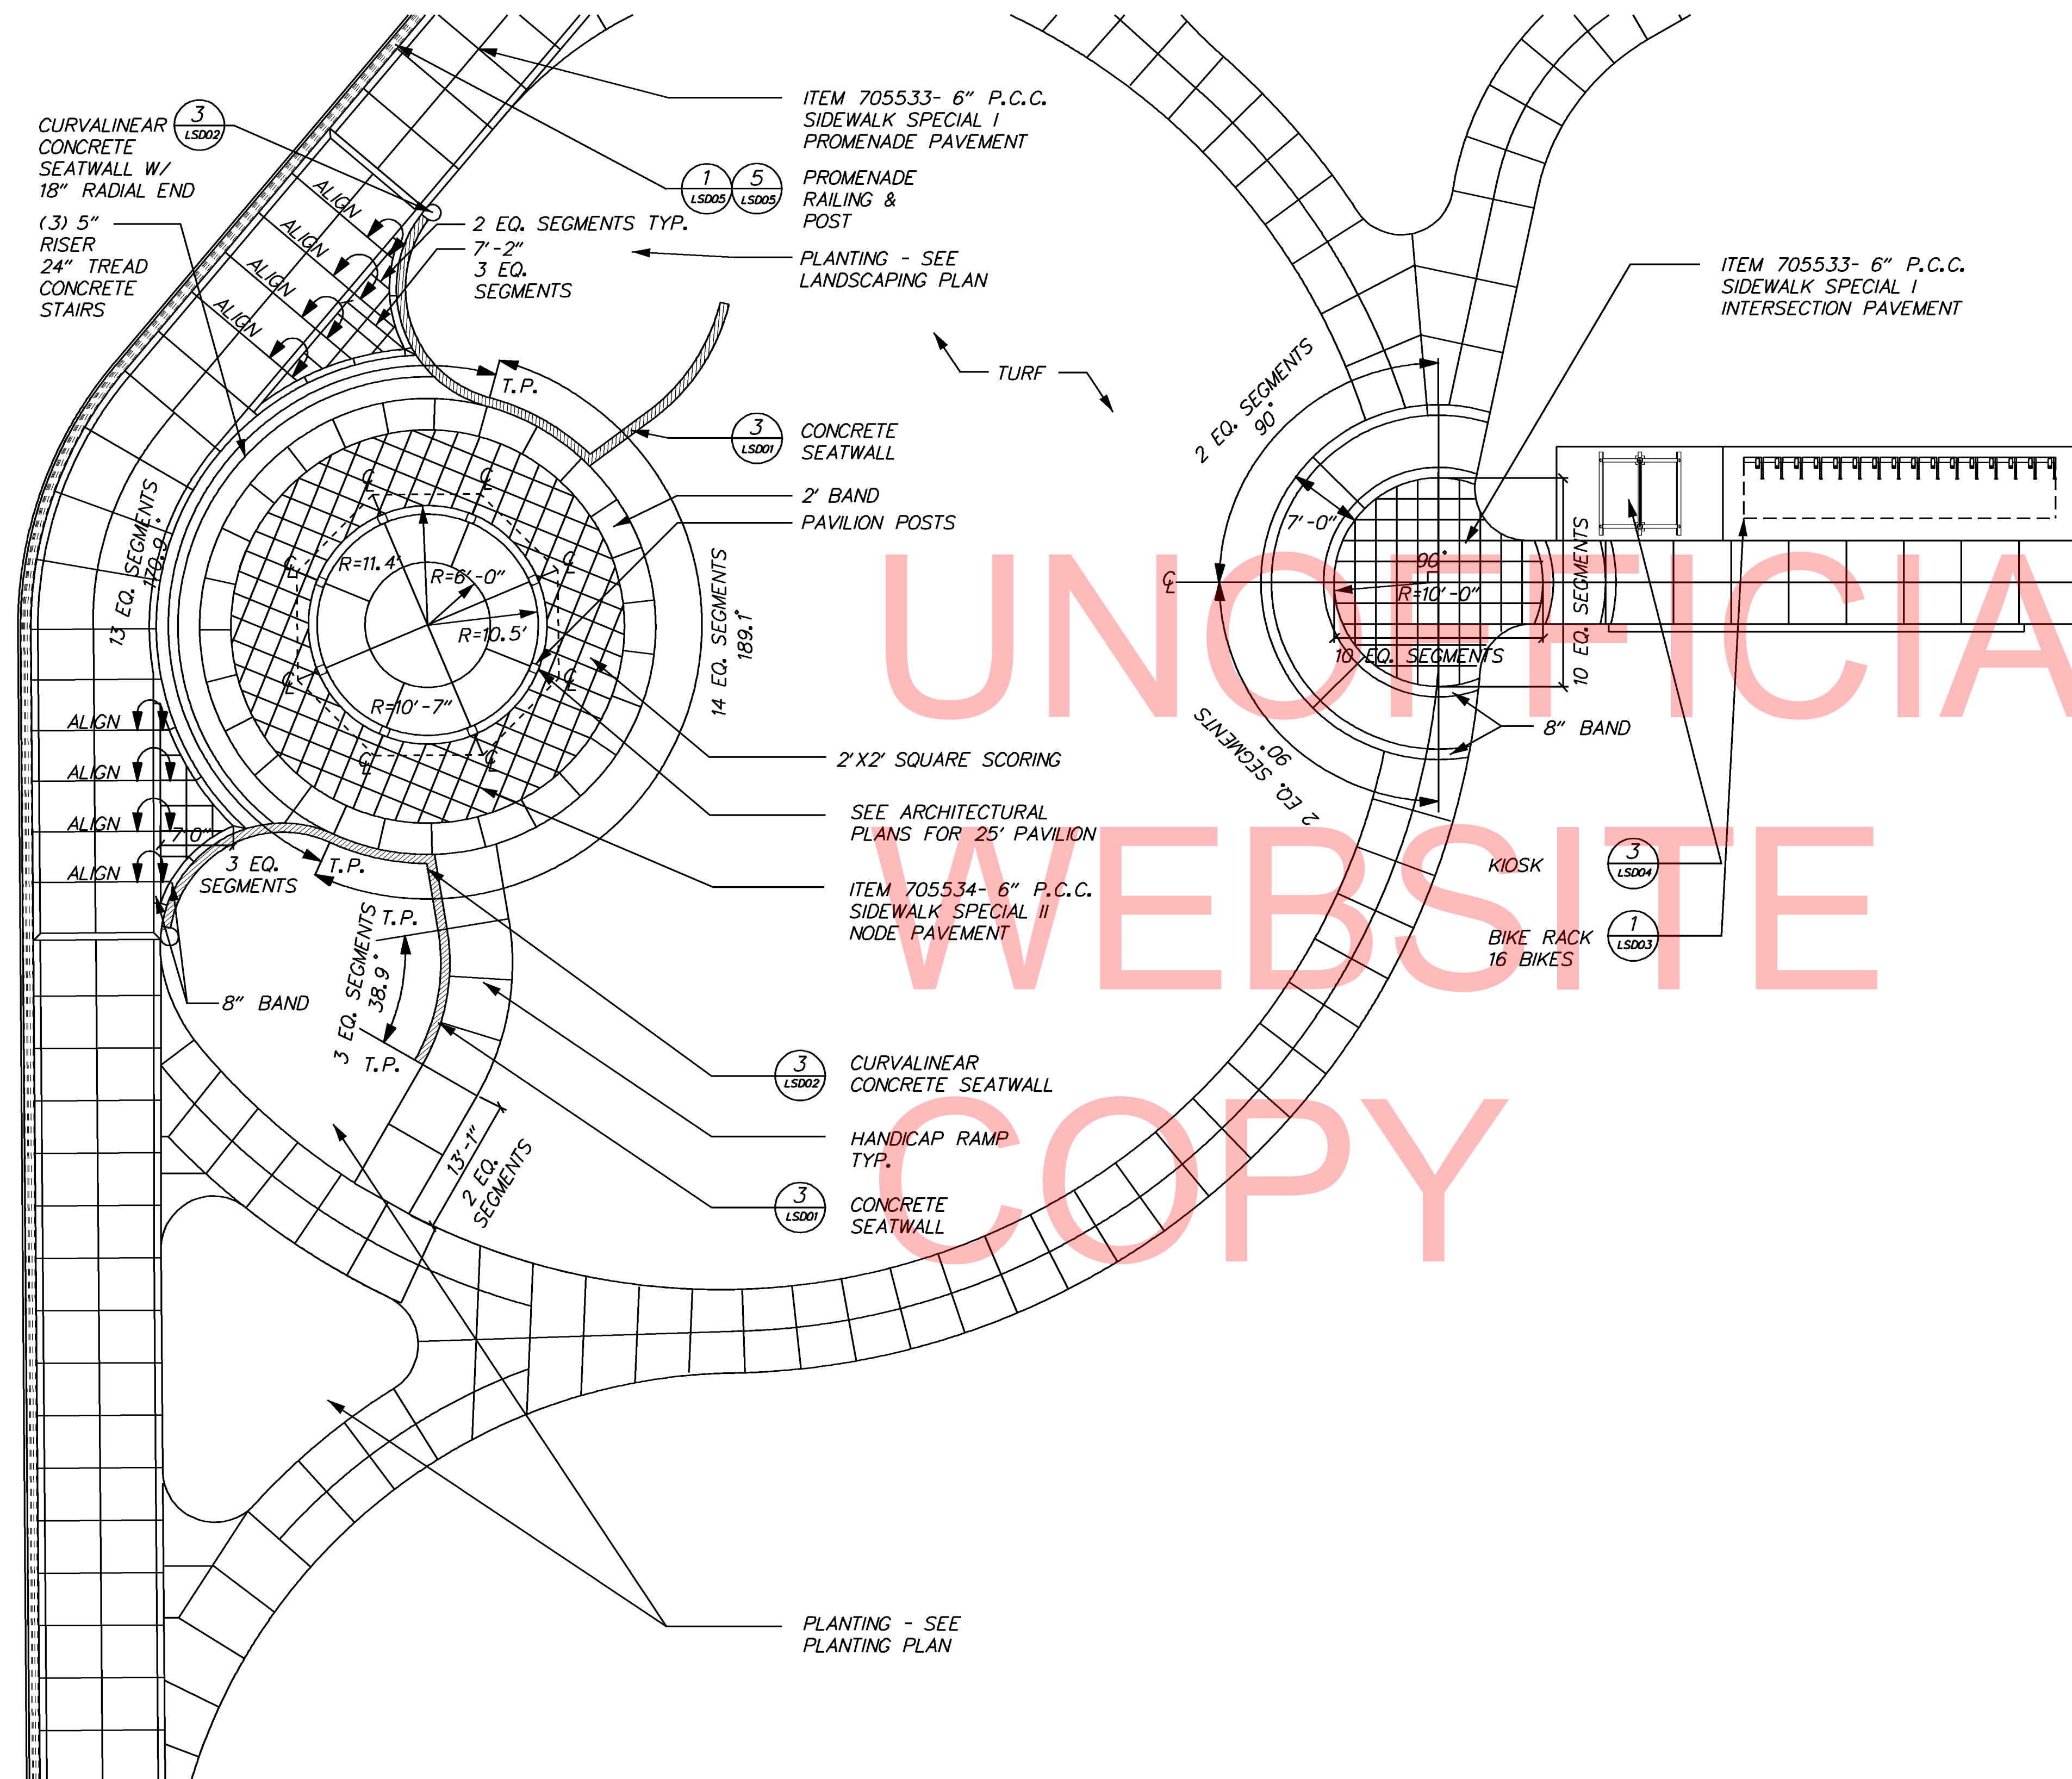 CURVALINEAR
CONCRETE
SEATWALL W/
18" RADIAL END
3
LSD02
(3) 5"
RISER
24" TREAD
CONCRETE
STAIRS
ALIGN
ALIGN
ALIGN
ALIGN
2 EQ. SEGMENTS TYP.
7'-2"
3 EQ.
SEGMENTS
ITEM 705533- 6" P.C.C.
SIDEWALK SPECIAL I
PROMENADE PAVEMENT
1
LSD05
5
LSD05
PROMENADE
RAILING &
POST
PLANTING - SEE
LANDSCAPING PLAN
TURF
T.P.
3
LSD01
CONCRETE
SEATWALL
2' BAND
PAVILION POSTS
13 EQ. SEGMENTS
170.9°
R=11.4'
R=6'-0"
R=10.5'
R=10'-7"
℄
℄
℄
℄
℄
℄
℄
℄
14 EQ. SEGMENTS
189.1°
2'X2' SQUARE SCORING
SEE ARCHITECTURAL
PLANS FOR 25' PAVILION
ITEM 705534- 6" P.C.C.
SIDEWALK SPECIAL II
NODE PAVEMENT
ALIGN
ALIGN
ALIGN
ALIGN
7'-0"
3 EQ.
SEGMENTS
T.P.
T.P.
3 EQ. SEGMENTS
38.9°
T.P.
8" BAND
13'-1"
2 EQ.
SEGMENTS
3
LSD02
CURVALINEAR
CONCRETE SEATWALL
HANDICAP RAMP
TYP.
3
LSD01
CONCRETE
SEATWALL
PLANTING - SEE
PLANTING PLAN
ITEM 705533- 6" P.C.C.
SIDEWALK SPECIAL I
INTERSECTION PAVEMENT
2 EQ. SEGMENTS
90°
7'-0"
90°
R=10'-0"
℄
10 EQ. SEGMENTS
10 EQ. SEGMENTS
2 EQ. SEGMENTS
90°
8" BAND
KIOSK
3
LSD04
BIKE RACK
16 BIKES
1
LSD03
UNOFFICIA
WEBSITE
COPY